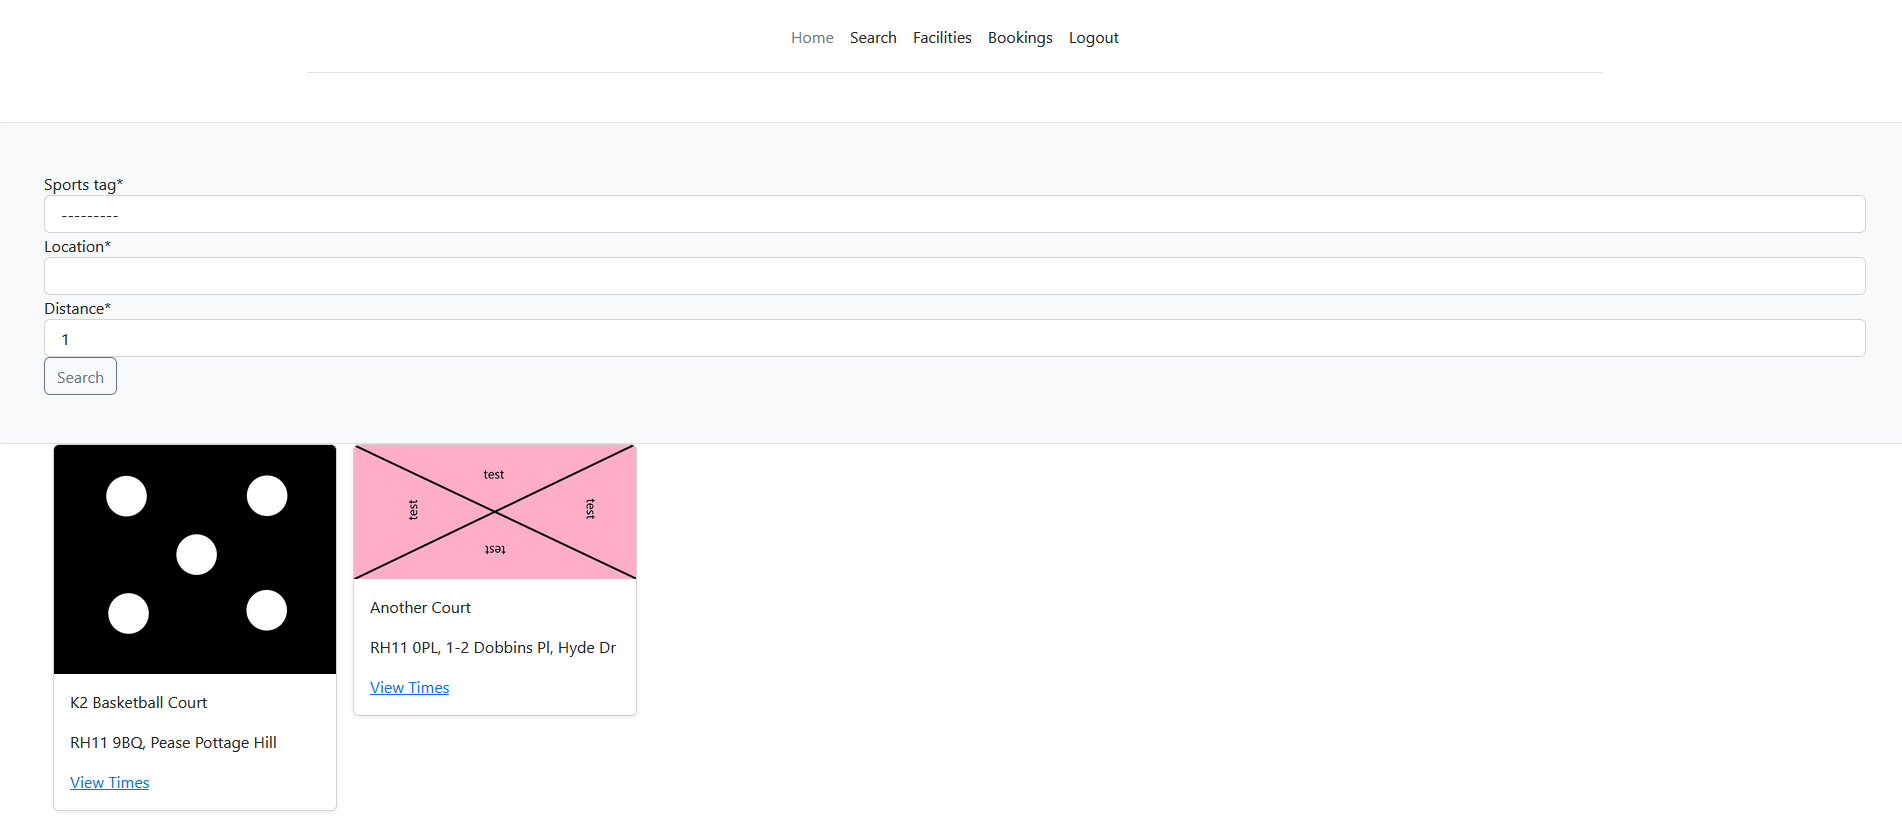 Home Search Facilities Bookings Logout
Sports tag*
---------
Location*
Distance*
1
Search
test
test
test
test
K2 Basketball Court
RH11 9BQ, Pease Pottage Hill
View Times
Another Court
RH11 0PL, 1-2 Dobbins Pl, Hyde Dr
View Times